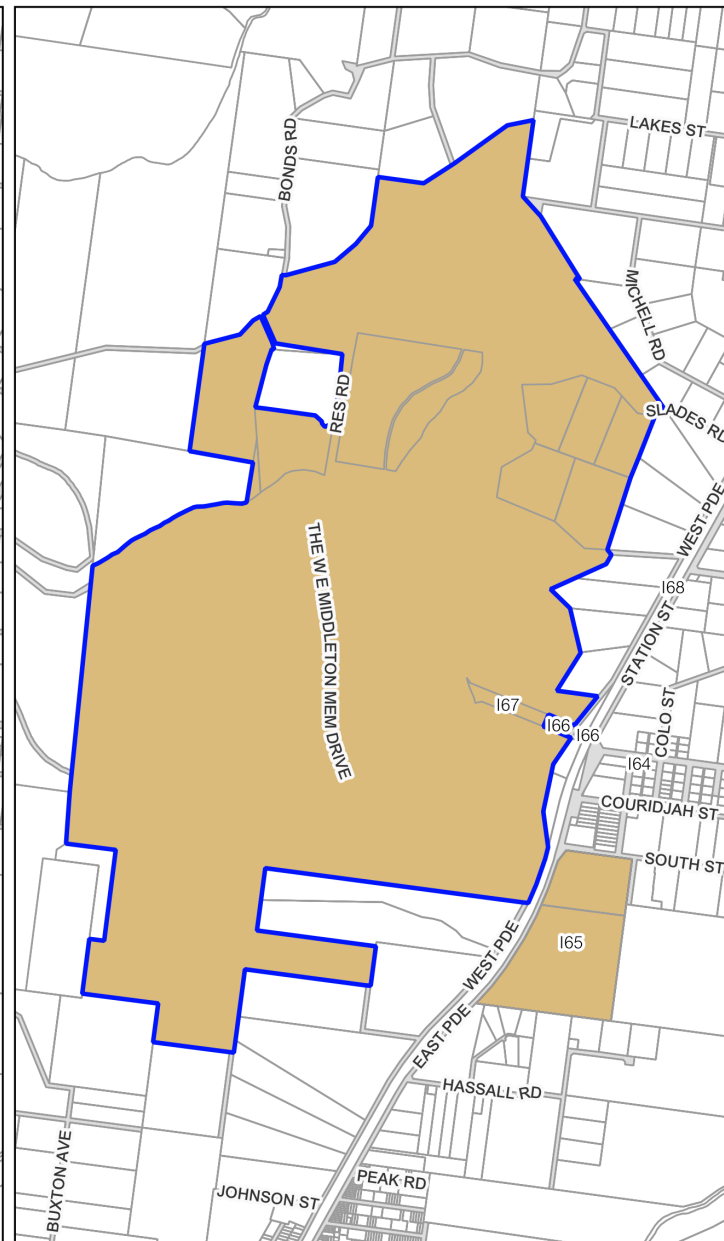 LAKES ST
BONDS RD
MICHELL RD
RES RD
SLADES RD
WEST PDE
THE W E MIDDLETON MEM DRIVE
I68
STATION ST
I67
I66
I66
COLO ST
I64
COURIDJAH ST
SOUTH ST
I65
WEST PDE
EAST PDE
HASSALL RD
BUXTON AVE
PEAK RD
JOHNSON ST